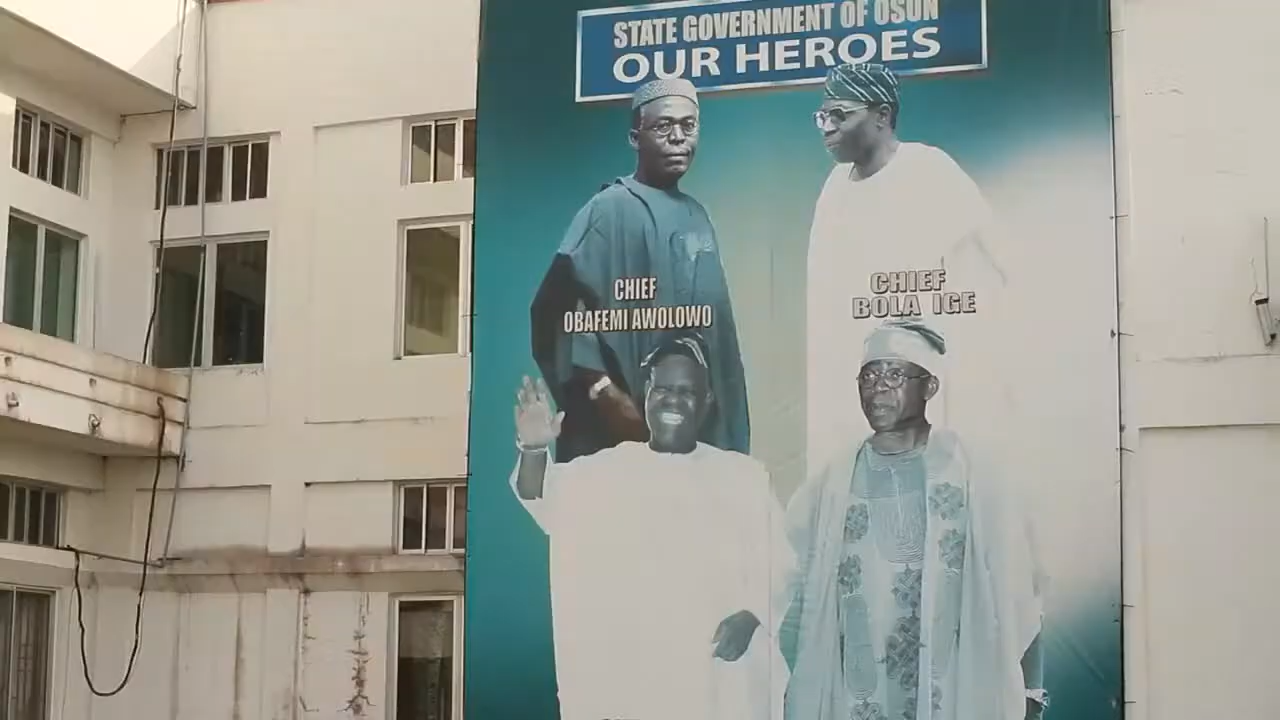 STATE GOVERNMENT OF OSUN
OUR HEROES
CHIEF
OBAFEMI AWOLOWO
CHIEF
BOLA IGE